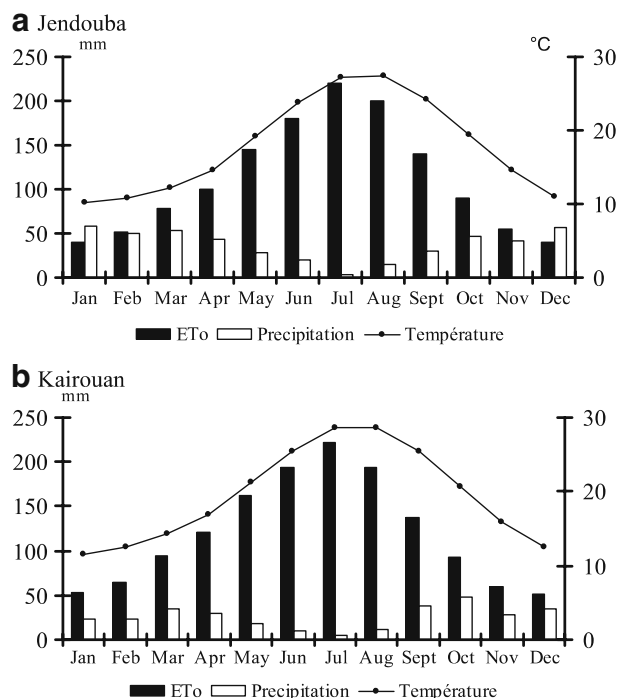 a Jendouba
mm °C
250 30
200
20
150
100
10
50
0 0
Jan Feb Mar Apr May Jun Jul Aug Sept Oct Nov Dec
ETo Precipitation Température
b Kairouan
mm
250 30
200
20
150
100
10
50
0 0
Jan Feb Mar Apr May Jun Jul Aug Sept Oct Nov Dec
ETo Precipitation Température